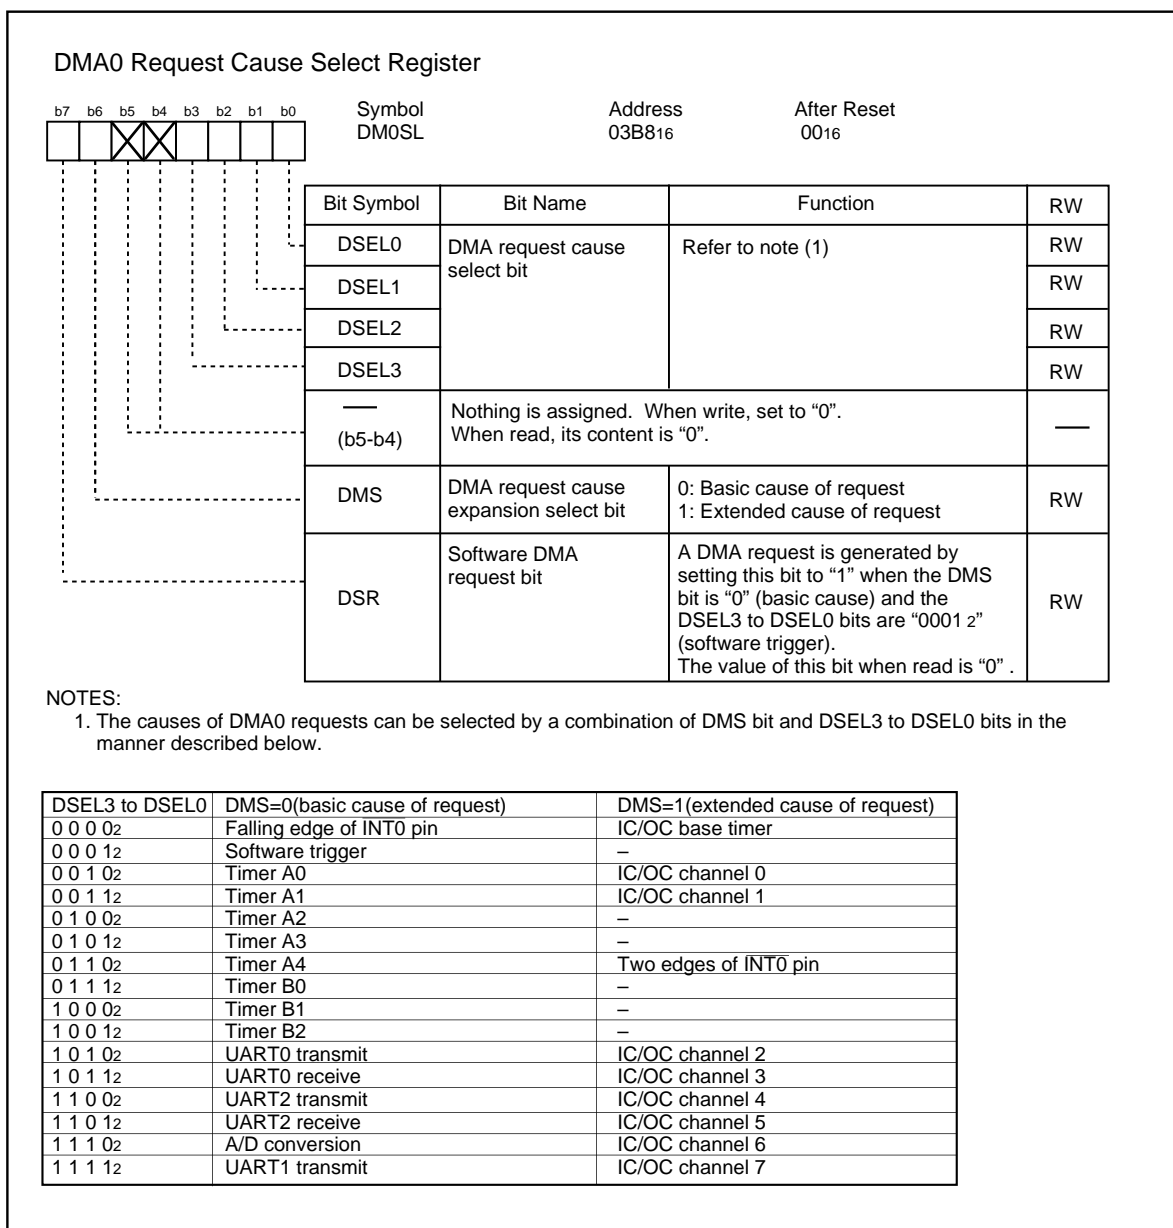 DMA0 Request Cause Select Register
b7 b6 b5 b4 b3 b2 b1 b0
Symbol Address After Reset
DM0SL 03B816 0016
Bit Symbol Bit Name Function RW
DSEL0 DMA request cause select bit Refer to note (1) RW
DSEL1 RW
DSEL2 RW
DSEL3 RW
— (b5-b4) Nothing is assigned. When write, set to “0”. —
When read, its content is “0”.
DMS DMA request cause expansion select bit 0: Basic cause of request RW
1: Extended cause of request
DSR Software DMA request bit A DMA request is generated by RW
setting this bit to “1” when the DMS
bit is “0” (basic cause) and the
DSEL3 to DSEL0 bits are “0001 2”
(software trigger).
The value of this bit when read is “0” .
NOTES:
1. The causes of DMA0 requests can be selected by a combination of DMS bit and DSEL3 to DSEL0 bits in the
manner described below.
DSEL3 to DSEL0 DMS=0(basic cause of request) DMS=1(extended cause of request)
0 0 0 02 Falling edge of INT0 pin IC/OC base timer
0 0 0 12 Software trigger –
0 0 1 02 Timer A0 IC/OC channel 0
0 0 1 12 Timer A1 IC/OC channel 1
0 1 0 02 Timer A2 –
0 1 0 12 Timer A3 –
0 1 1 02 Timer A4 Two edges of INT0 pin
0 1 1 12 Timer B0 –
1 0 0 02 Timer B1 –
1 0 0 12 Timer B2 –
1 0 1 02 UART0 transmit IC/OC channel 2
1 0 1 12 UART0 receive IC/OC channel 3
1 1 0 02 UART2 transmit IC/OC channel 4
1 1 0 12 UART2 receive IC/OC channel 5
1 1 1 02 A/D conversion IC/OC channel 6
1 1 1 12 UART1 transmit IC/OC channel 7